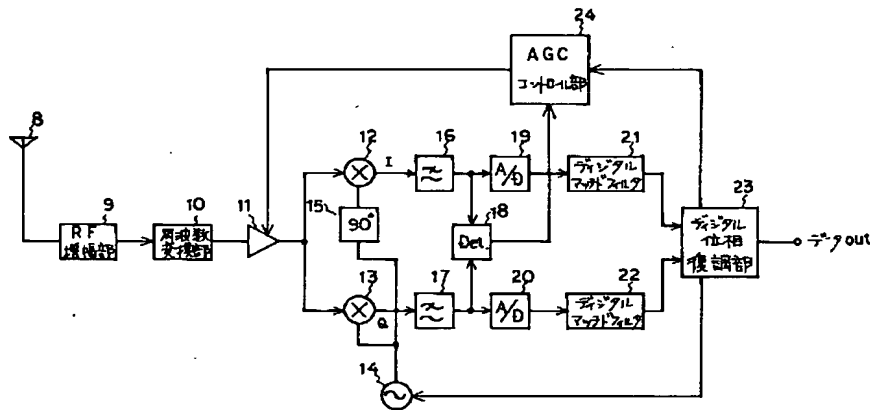 24
AGC
コントロール部
8
12
I
16
19
A/D
21
ディジタル
マッチドフィルタ
9
RF
増幅部
10
周波数
変換部
11
15
90°
18
Det.
23
ディジタル
位相
復調部
データout
13
Q
17
20
A/D
22
ディジタル
マッチドフィルタ
14